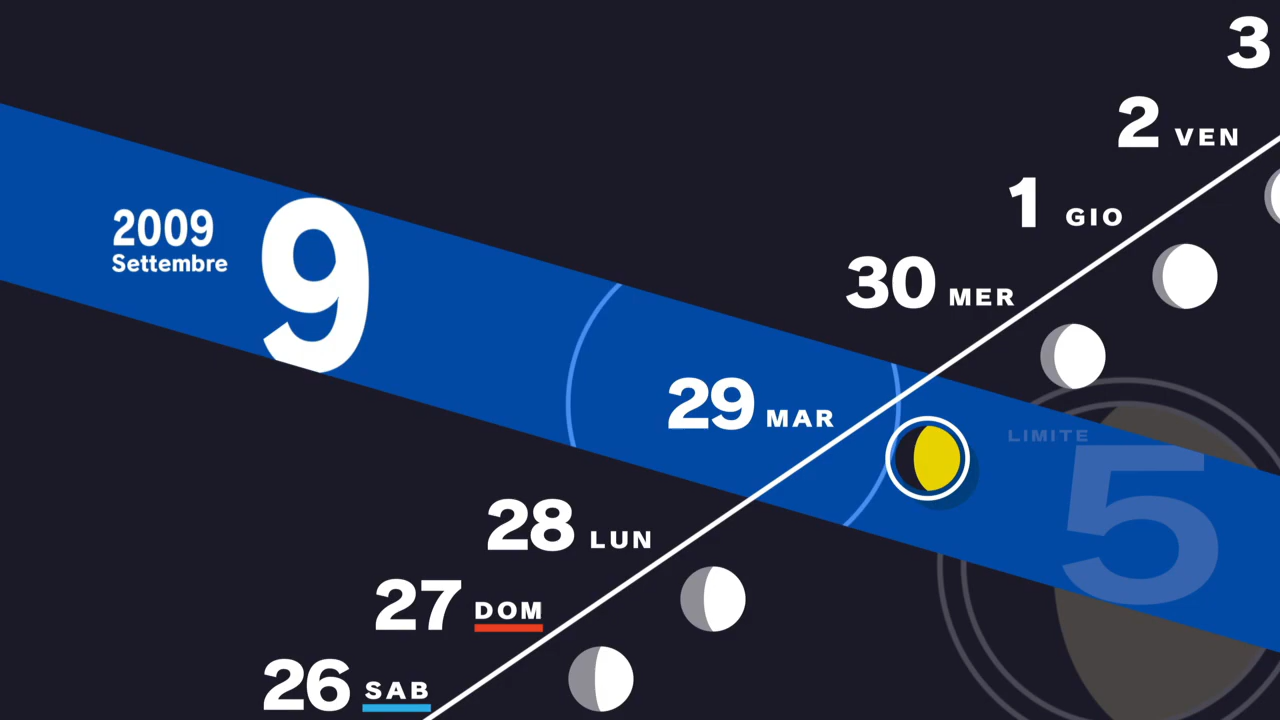 3
2 VEN
1 GIO
2009
Settembre
9
30 MER
29 MAR
LIMITE
5
28 LUN
27 DOM
26 SAB